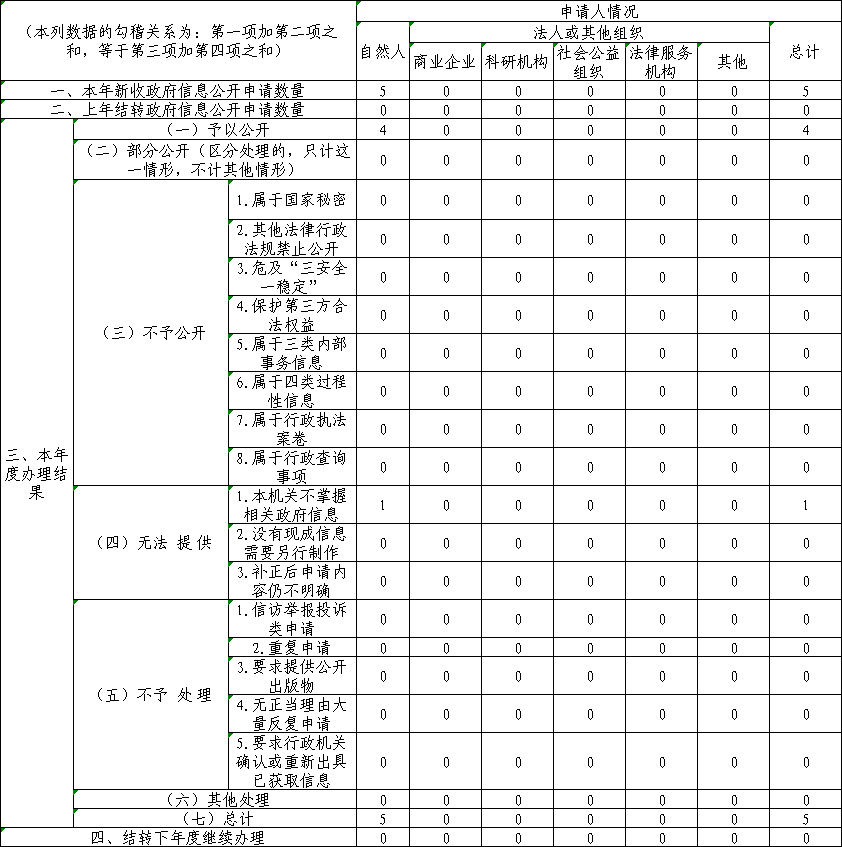 （本列数据的勾稽关系为：第一项加第二项之
和，等于第三项加第四项之和）
申请人情况
自然人
法人或其他组织
总计
商业企业
科研机构
社会公益
组织
法律服务
机构
其他
一、本年新收政府信息公开申请数量 5 0 0 0 0 0 5
二、上年结转政府信息公开申请数量 0 0 0 0 0 0 0
三、本年
度办理结
果
（一）予以公开 4 0 0 0 0 0 4
（二）部分公开（区分处理的，只计这
一情形，不计其他情形）
0 0 0 0 0 0 0
（三）不予公开
1.属于国家秘密 0 0 0 0 0 0 0
2.其他法律行政
法规禁止公开
0 0 0 0 0 0 0
3.危及“三安全
一稳定”
0 0 0 0 0 0 0
4.保护第三方合
法权益
0 0 0 0 0 0 0
5.属于三类内部
事务信息
0 0 0 0 0 0 0
6.属于四类过程
性信息
0 0 0 0 0 0 0
7.属于行政执法
案卷
0 0 0 0 0 0 0
8.属于行政查询
事项
0 0 0 0 0 0 0
（四）无法 提供
1.本机关不掌握
相关政府信息
1 0 0 0 0 0 1
2.没有现成信息
需要另行制作
0 0 0 0 0 0 0
3.补正后申请内
容仍不明确
0 0 0 0 0 0 0
（五）不予 处理
1.信访举报投诉
类申请
0 0 0 0 0 0 0
2.重复申请 0 0 0 0 0 0 0
3.要求提供公开
出版物
0 0 0 0 0 0 0
4.无正当理由大
量反复申请
0 0 0 0 0 0 0
5.要求行政机关
确认或重新出具
已获取信息
0 0 0 0 0 0 0
（六）其他处理 0 0 0 0 0 0 0
（七）总计 5 0 0 0 0 0 5
四、结转下年度继续办理 0 0 0 0 0 0 0